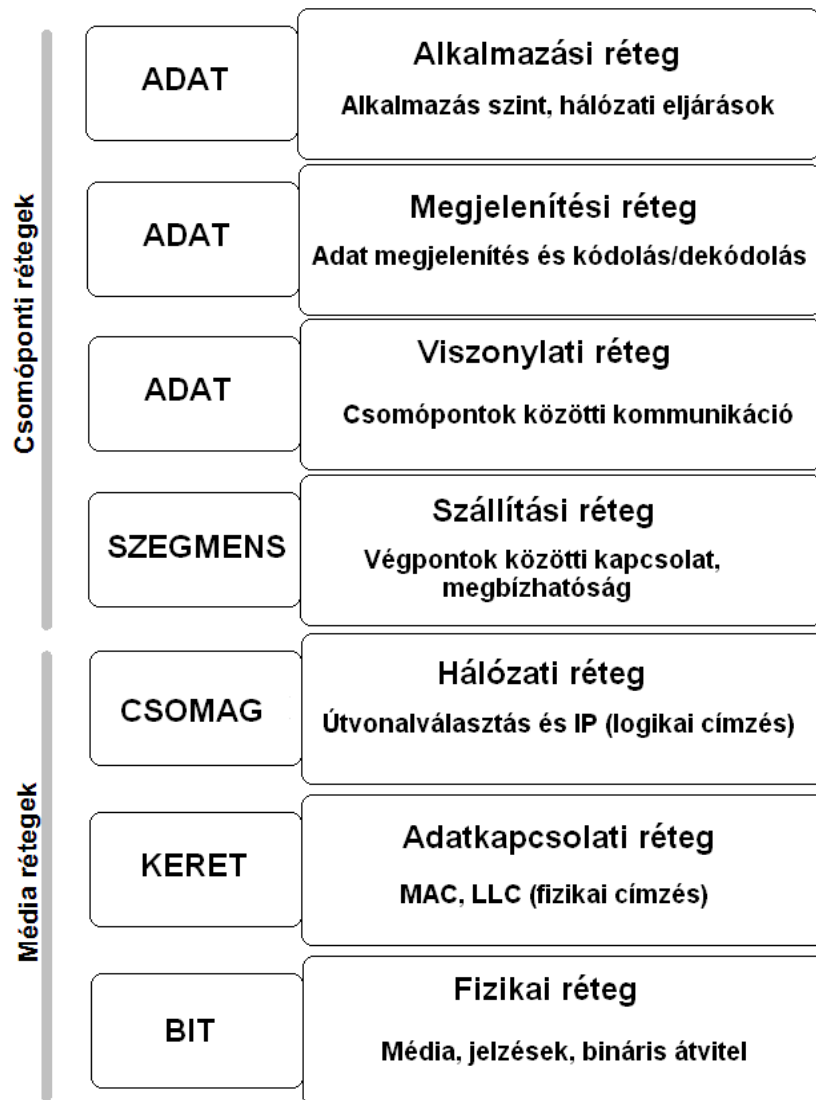 Csomóponti rétegek
ADAT
Alkalmazási réteg
Alkalmazás szint, hálózati eljárások
ADAT
Megjelenítési réteg
Adat megjelenítés és kódolás/dekódolás
ADAT
Viszonylati réteg
Csomópontok közötti kommunikáció
SZEGMENS
Szállítási réteg
Végpontok közötti kapcsolat,
megbízhatóság
Média rétegek
CSOMAG
Hálózati réteg
Útvonalválasztás és IP (logikai címzés)
KERET
Adatkapcsolati réteg
MAC, LLC (fizikai címzés)
BIT
Fizikai réteg
Média, jelzések, bináris átvitel